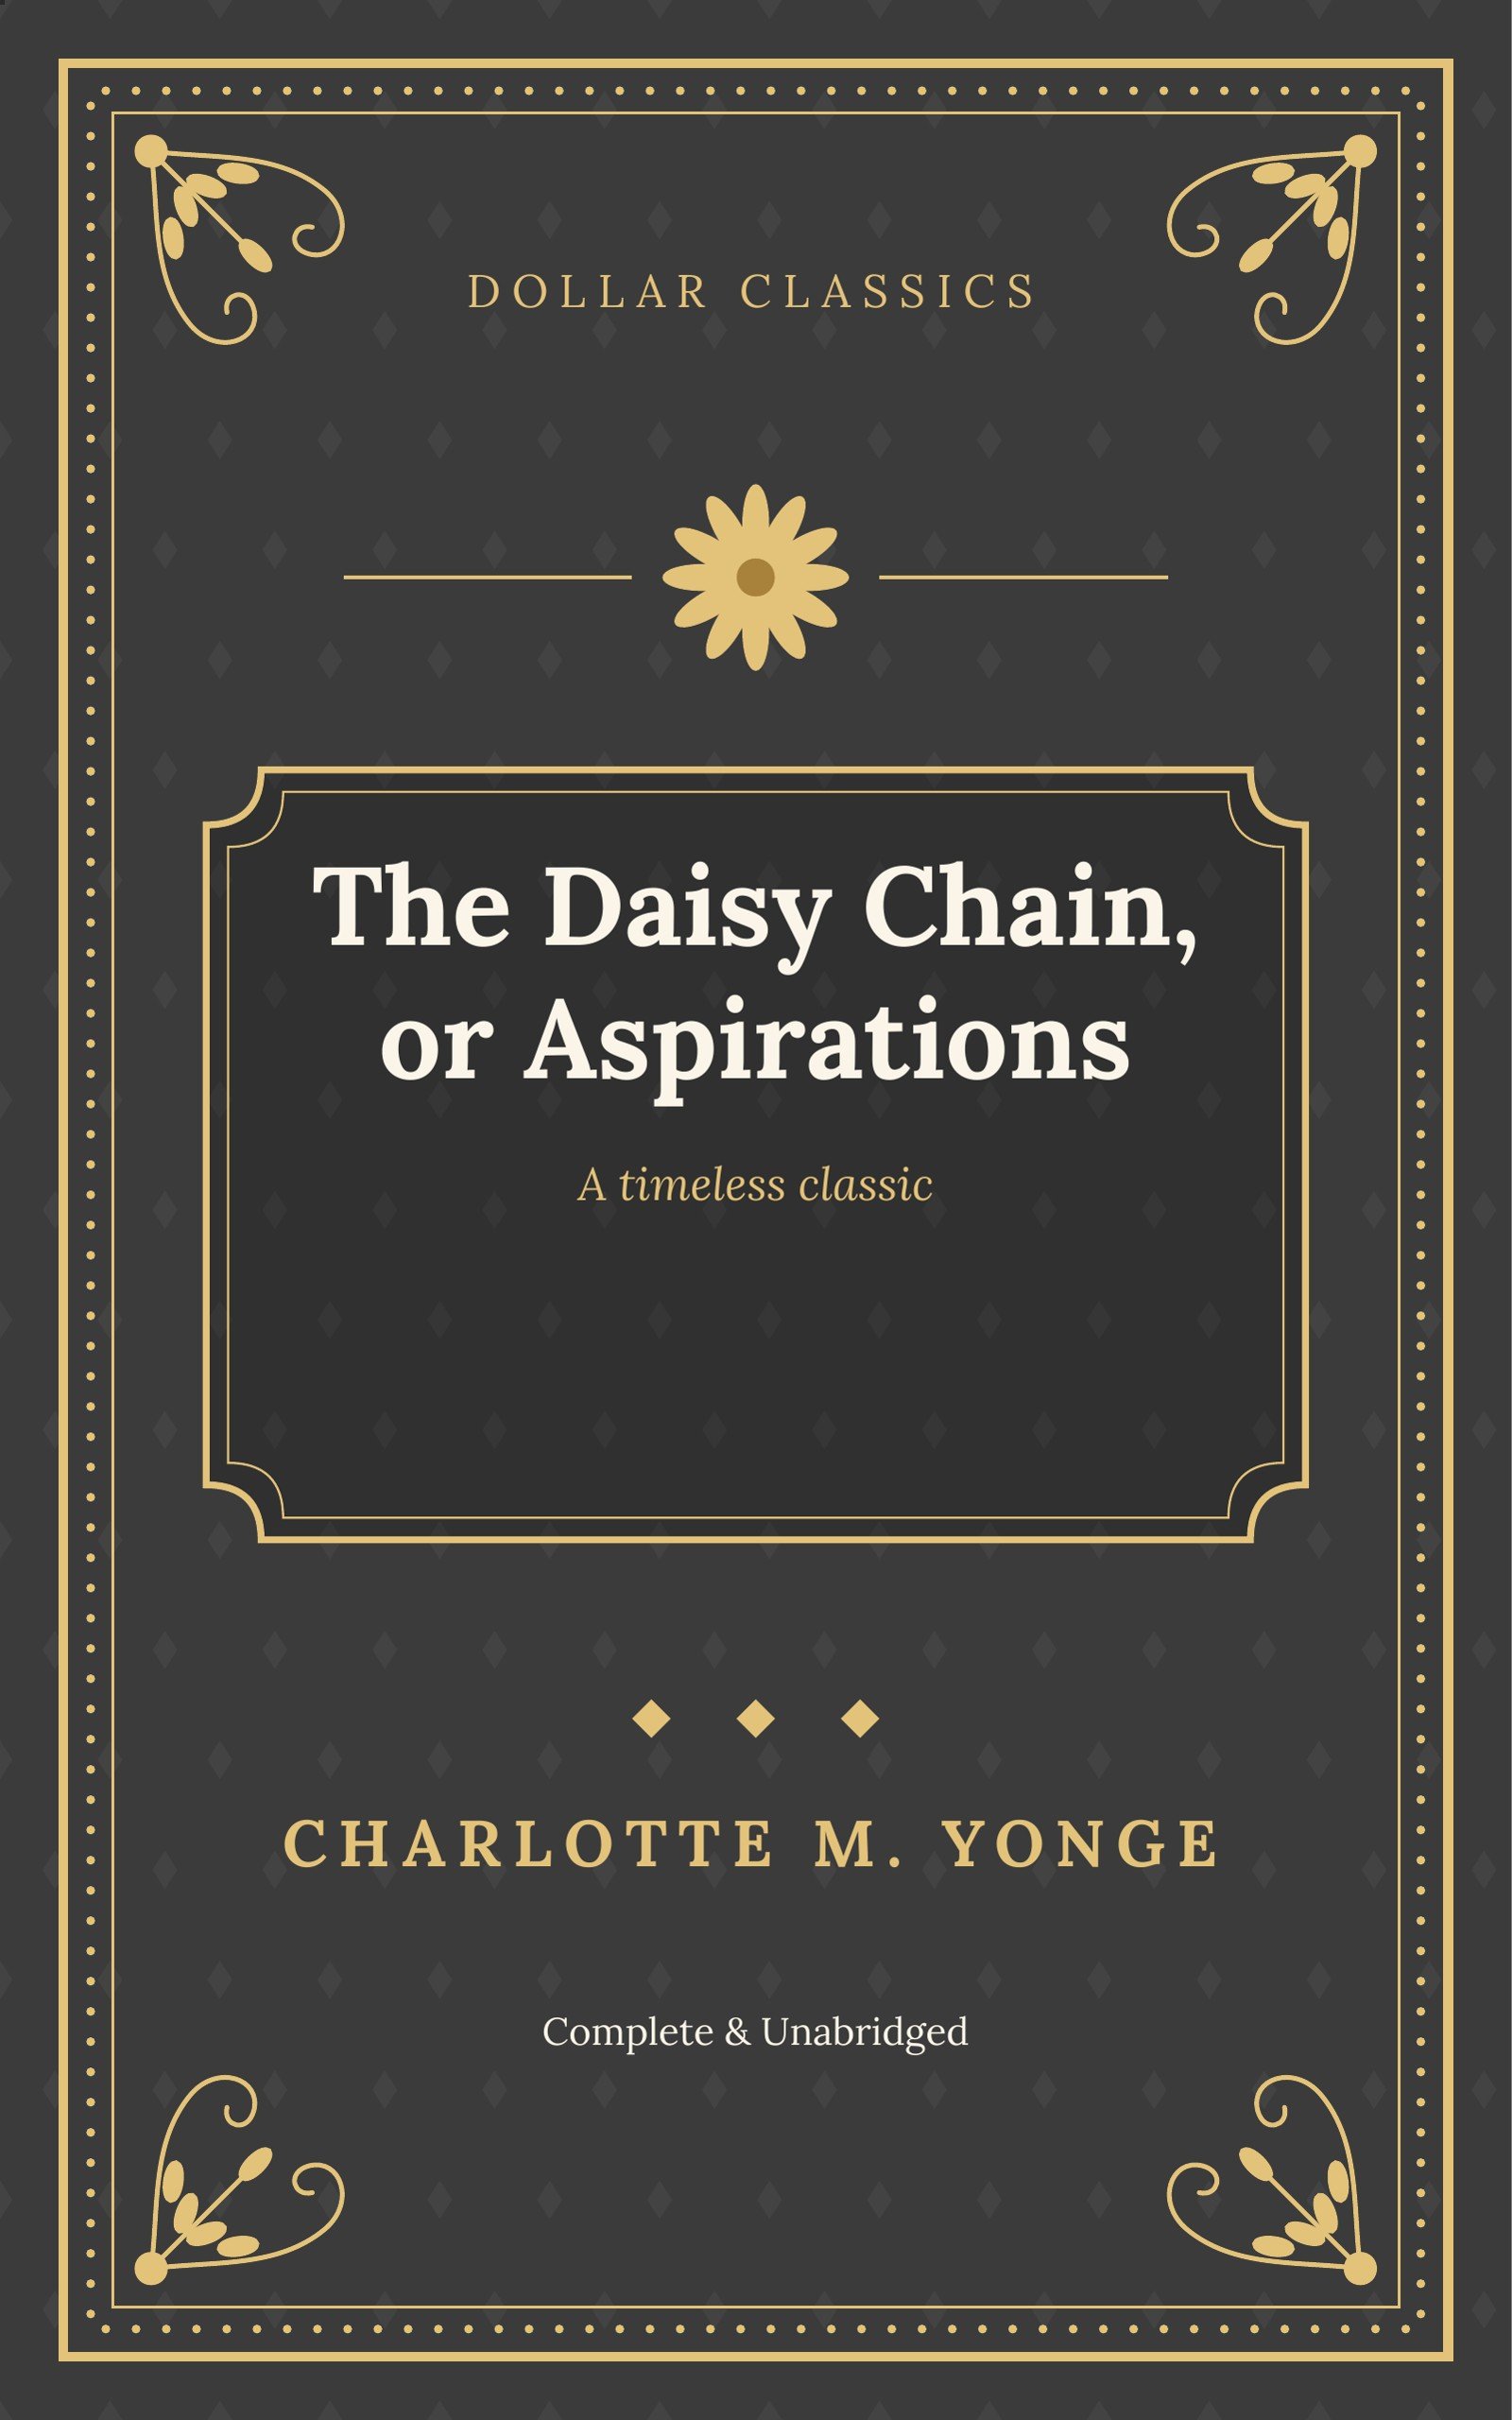 DOLLAR CLASSICS
The Daisy Chain,
or Aspirations
A timeless classic
CHARLOTTE M. YONGE
Complete & Unabridged